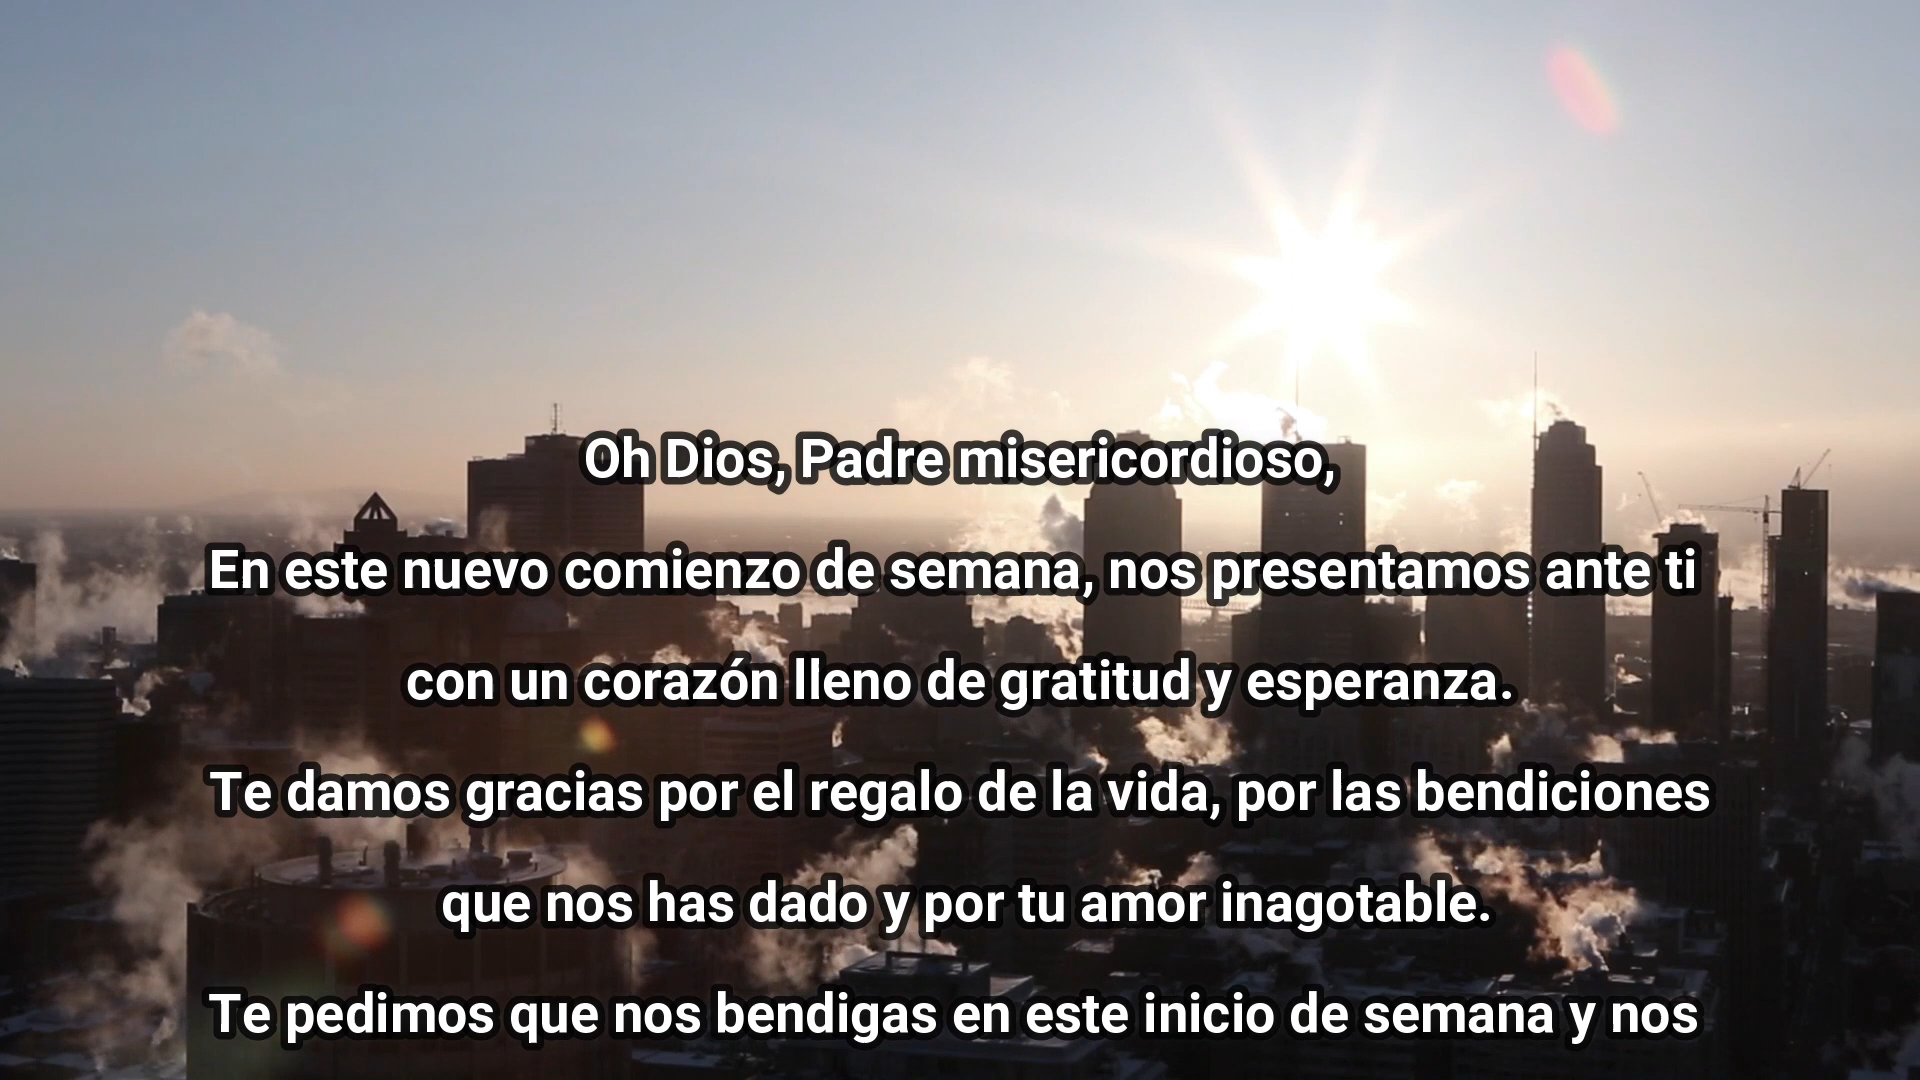 Oh Dios, Padre misericordioso,
En este nuevo comienzo de semana, nos presentamos ante ti
con un corazón lleno de gratitud y esperanza.
Te damos gracias por el regalo de la vida, por las bendiciones
que nos has dado y por tu amor inagotable.
Te pedimos que nos bendigas en este inicio de semana y nos